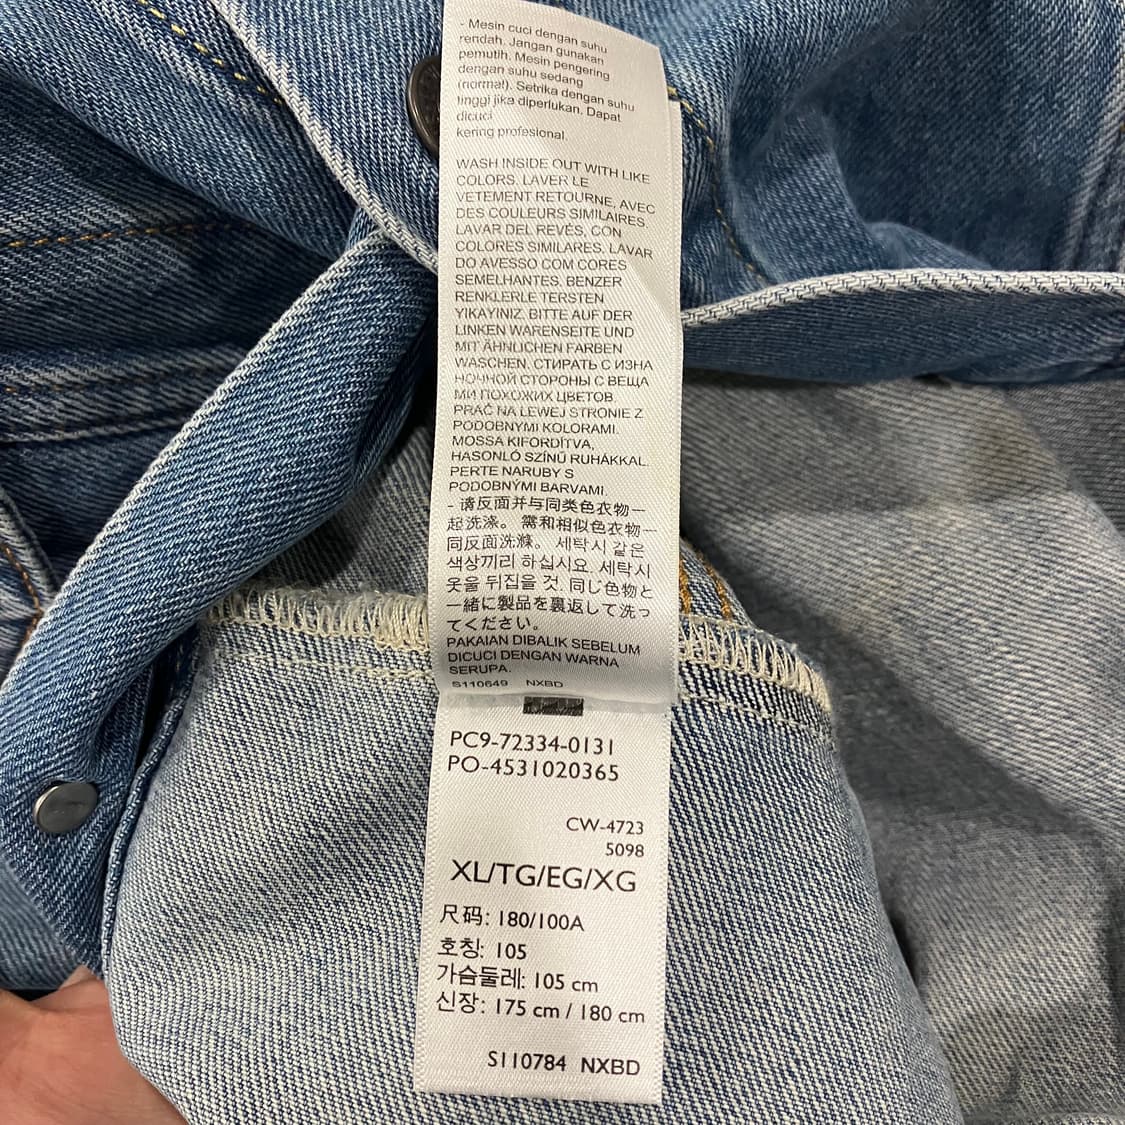 - Mesin cuci dengan suhu
rendah. Jangan gunakan
pemutih. Mesin pengering
dengan suhu sedang
(normal). Setrika dengan suhu
tinggi jika diperlukan. Dapat
dicuci
kering profesional.
WASH INSIDE OUT WITH LIKE
COLORS. LAVER LE
VETEMENT RETOURNE, AVEC
DES COULEURS SIMILAIRES.
LAVAR DEL REVÉS, CON
COLORES SIMILARES. LAVAR
DO AVESSO COM CORES
SEMELHANTES. BENZER
RENKLERLE TERSTEN
YIKAYINIZ. BITTE AUF DER
LINKEN WARENSEITE UND
MIT ÄHNLICHEN FARBEN
WASCHEN. СТИРАТЬ С ИЗНА
НОЧНОЙ СТОРОНЫ С ВЕЩА
МИ ПОХОЖИХ ЦВЕТОВ.
PRAĆ NA LEWEJ STRONIE Z
PODOBNYMI KOLORAMI.
MOSSA KIFORDÍTVA,
HASONLÓ SZÍNŰ RUHÁKKAL.
PERTE NARUBY S
PODOBNÝMI BARVAMI.
- 请反面并与同类色衣物一
起洗涤。需和相似色衣物一
同反面洗滌。세탁시 같은
색상끼리 하십시요. 세탁시
옷을 뒤집을 것. 同じ色物と
一緒に製品を裏返して洗っ
てください。
PAKAIAN DIBALIK SEBELUM
DICUCI DENGAN WARNA
SERUPA.
S110649 NXBD
PC9-72334-0131
PO-4531020365
CW-4723
5098
XL/TG/EG/XG
尺码: 180/100A
호칭: 105
가슴둘레: 105 cm
신장: 175 cm / 180 cm
S110784 NXBD